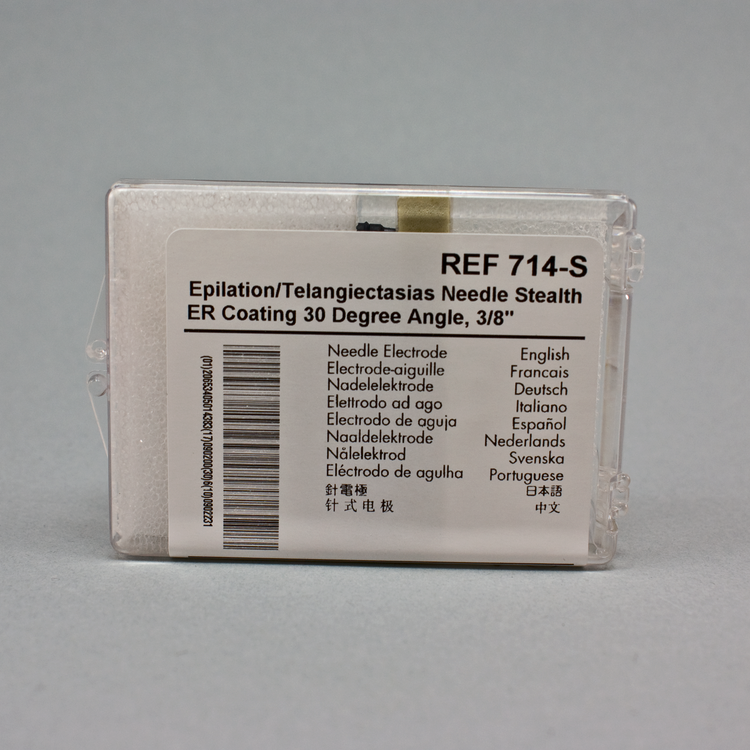 REF 714-S
Epilation/Telangiectasias Needle Stealth
ER Coating 30 Degree Angle, 3/8"
Needle Electrode English
Electrode-aiguille Francais
Nadelelektrode Deutsch
Elettrodo ad ago Italiano
Electrodo de aguja Español
Naaldelektrode Nederlands
Nålelektrod Svenska
Eléctrodo de agulha Portuguese
針電極 日本語
针式电极 中文